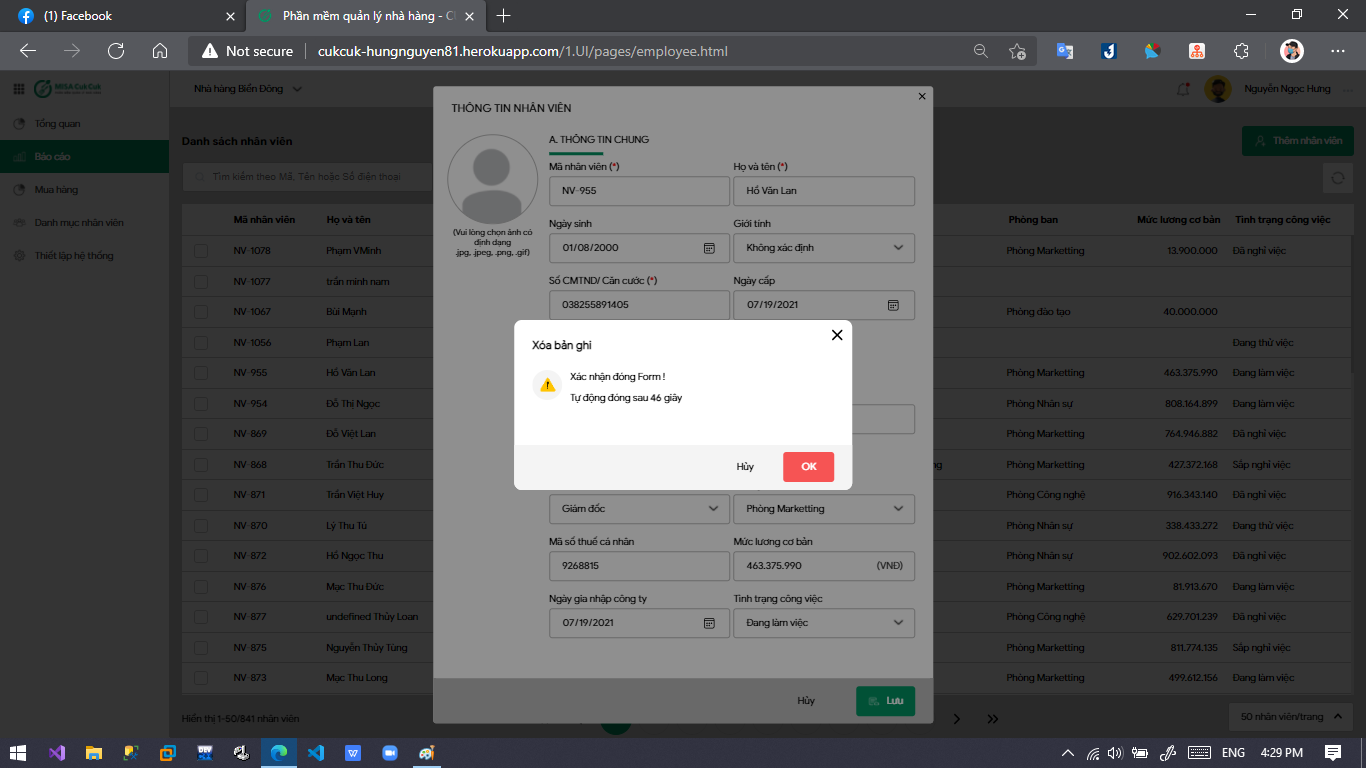 (1) Facebook
Phần mềm quản lý nhà hàng - C
Not secure
cukcuk-hungnguyen81.herokuapp.com/1.UI/pages/employee.html
MISA Cuk Cuk
Nhà hàng Biển Đông
Nguyễn Ngọc Hưng
Tổng quan
Báo cáo
Mua hàng
Danh mục nhân viên
Thiết lập hệ thống
Danh sách nhân viên
Thêm nhân viên
Tìm kiếm theo Mã, Tên hoặc Số điện thoại
Mã nhân viên Họ và tên Phòng ban Mức lương cơ bản Tình trạng công việc
NV-1078 Phạm VMinh Phòng Marketting 13.900.000 Đã nghỉ việc
NV-1077 trần minh nam
NV-1067 Bùi Mạnh Phòng đào tạo 40.000.000
NV-1056 Phạm Lan Đang thử việc
NV-955 Hồ Văn Lan Phòng Marketting 463.375.990 Đang làm việc
NV-954 Đỗ Thị Ngọc Phòng Nhân sự 808.164.899 Đang làm việc
NV-869 Đỗ Việt Lan Phòng Marketting 764.946.882 Đã nghỉ việc
NV-868 Trần Thu Đức ng Phòng Marketting 427.372.168 Sắp nghỉ việc
NV-871 Trần Việt Huy Phòng Công nghệ 916.343.140 Đã nghỉ việc
NV-870 Lý Thu Tú Phòng Nhân sự 338.433.272 Đang thử việc
NV-872 Hồ Ngọc Thu Phòng Nhân sự 902.602.093 Đã nghỉ việc
NV-876 Mạc Thu Đức Phòng Marketting 81.913.670 Đang làm việc
NV-877 undefined Thủy Loan Phòng Công nghệ 629.701.239 Đã nghỉ việc
NV-875 Nguyễn Thủy Tùng Phòng Marketting 811.774.135 Sắp nghỉ việc
NV-873 Mạc Thu Long Phòng Marketting 499.612.156 Đang làm việc
Hiển thị 1-50/841 nhân viên
50 nhân viên/trang
THÔNG TIN NHÂN VIÊN
(Vui lòng chọn ảnh có
định dạng
.jpg, .jpeg, .png, .gif)
A. THÔNG TIN CHUNG
Mã nhân viên (*) Họ và tên (*)
NV-955 Hồ Văn Lan
Ngày sinh Giới tính
01/08/2000 Không xác định
Số CMTND/ Căn cước (*) Ngày cấp
038255891405 07/19/2021
Xóa bản ghi
Xác nhận đóng Form !
Tự động đóng sau 46 giây
Hủy OK
Giám đốc Phòng Marketting
Mã số thuế cá nhân Mức lương cơ bản
9268815 463.375.990 (VNĐ)
Ngày gia nhập công ty Tình trạng công việc
07/19/2021 Đang làm việc
Hủy Lưu
ENG 4:29 PM